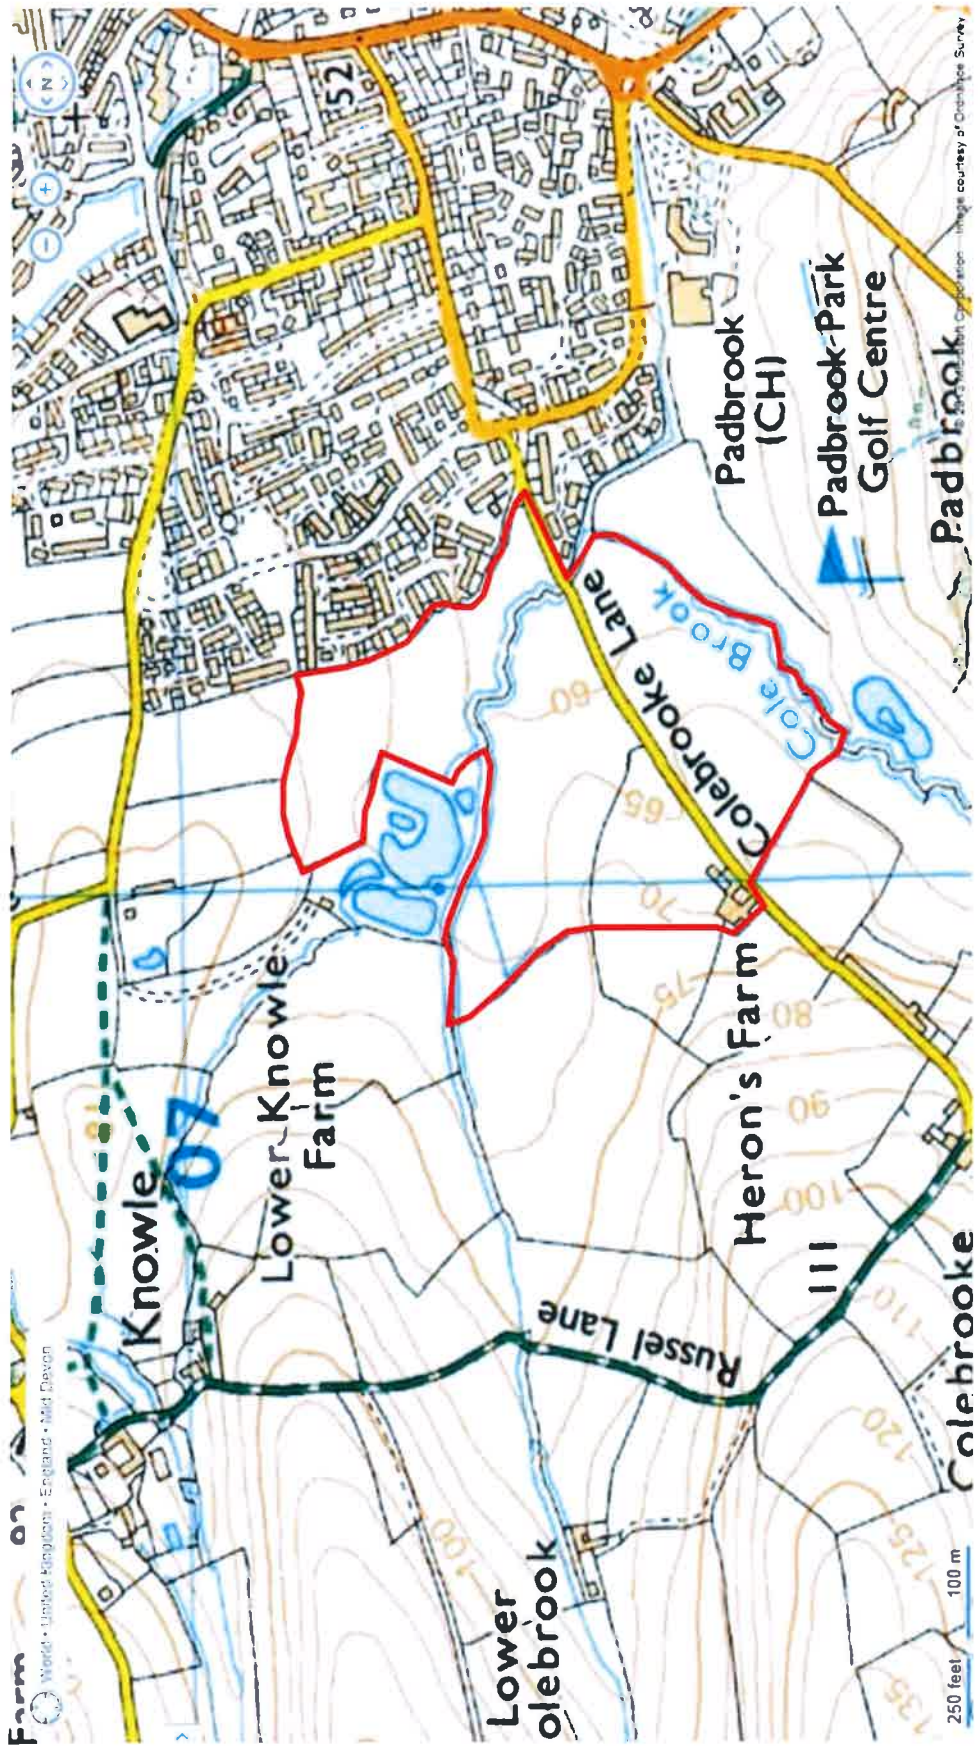 World • United Kingdom • England • Mid Devon
N
+
−
Farm
52
Knowle
07
Lower Knowle
Farm
Russel Lane
Lower
olebrook
Heron's Farm
Colebrooke Lane
Cole Brook
Padbrook
(CH)
Padbrook Park
Golf Centre
Padbrook
Colebrooke
60
65
70
75
80
90
100
110
111
120
125
135
100
250 feet
100 m
Image courtesy of Ordnance Survey